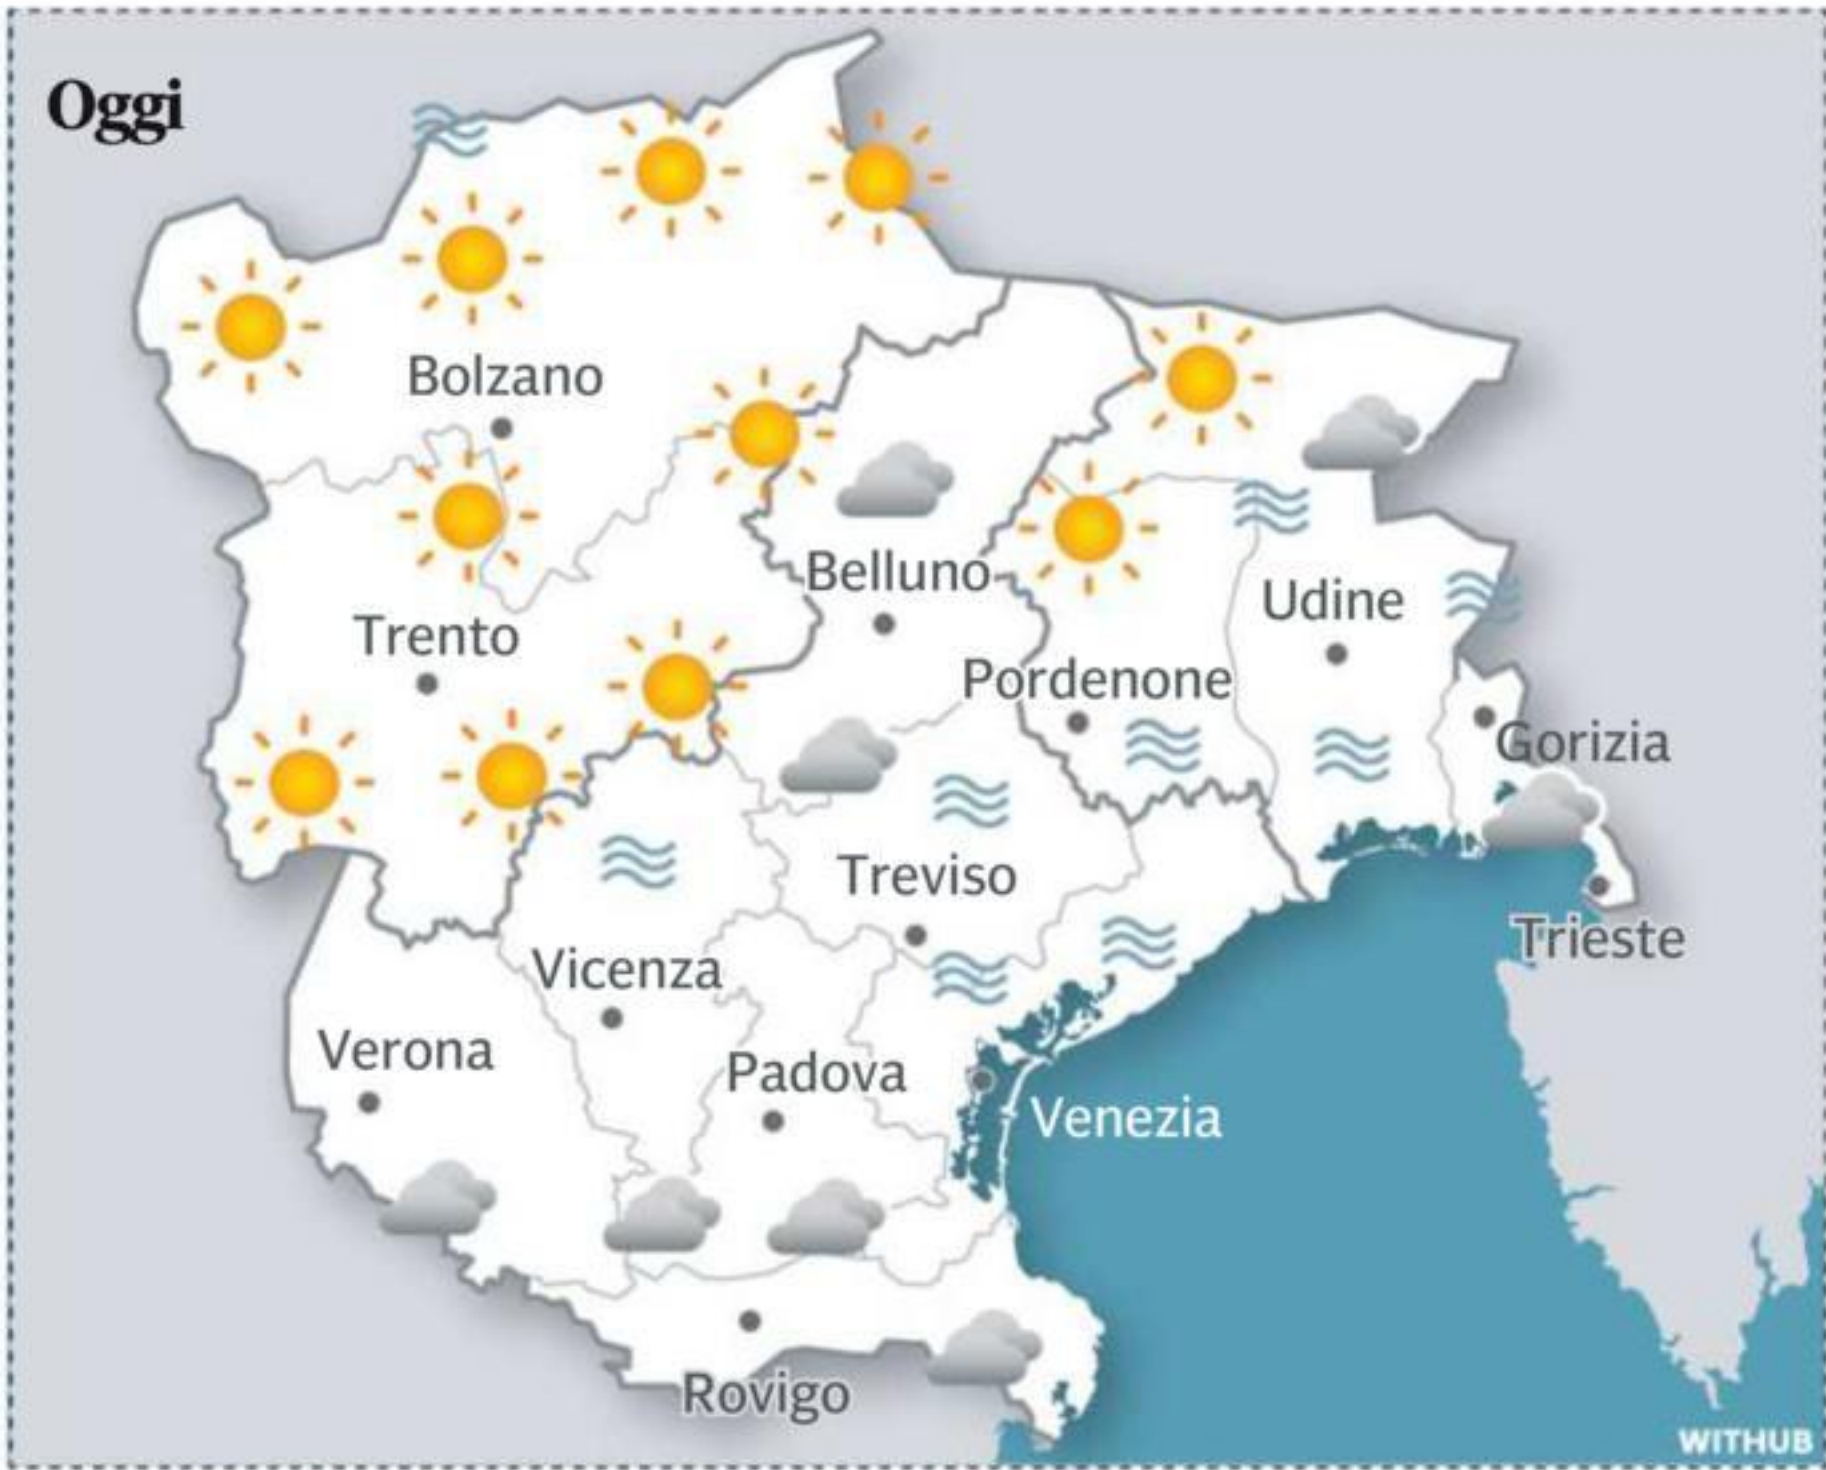 Oggi
Bolzano
Belluno
Udine
Trento
Pordenone
Gorizia
Treviso
Trieste
Vicenza
Verona
Padova
Venezia
Rovigo
WITHUB